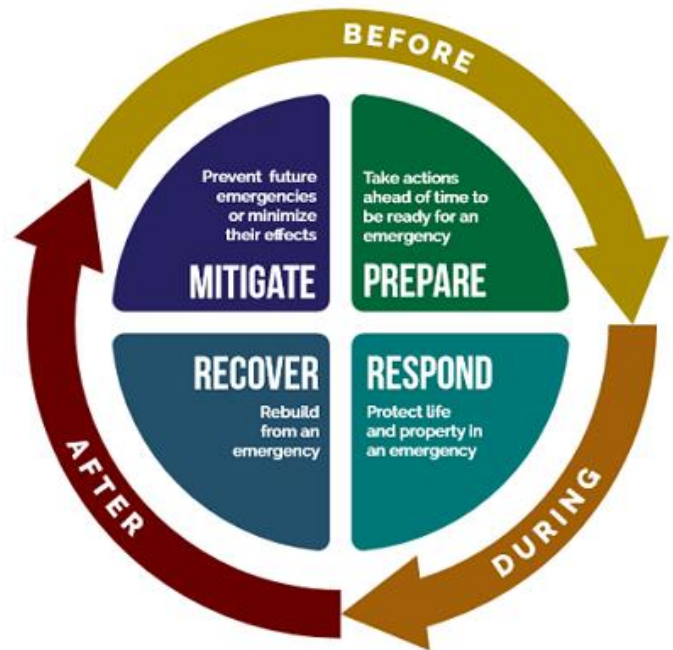 BEFORE
Prevent future
emergencies
or minimize
their effects
MITIGATE
Take actions
ahead of time to
be ready for an
emergency
PREPARE
RECOVER
Rebuild
from an
emergency
RESPOND
Protect life
and property in
an emergency
AFTER
DURING